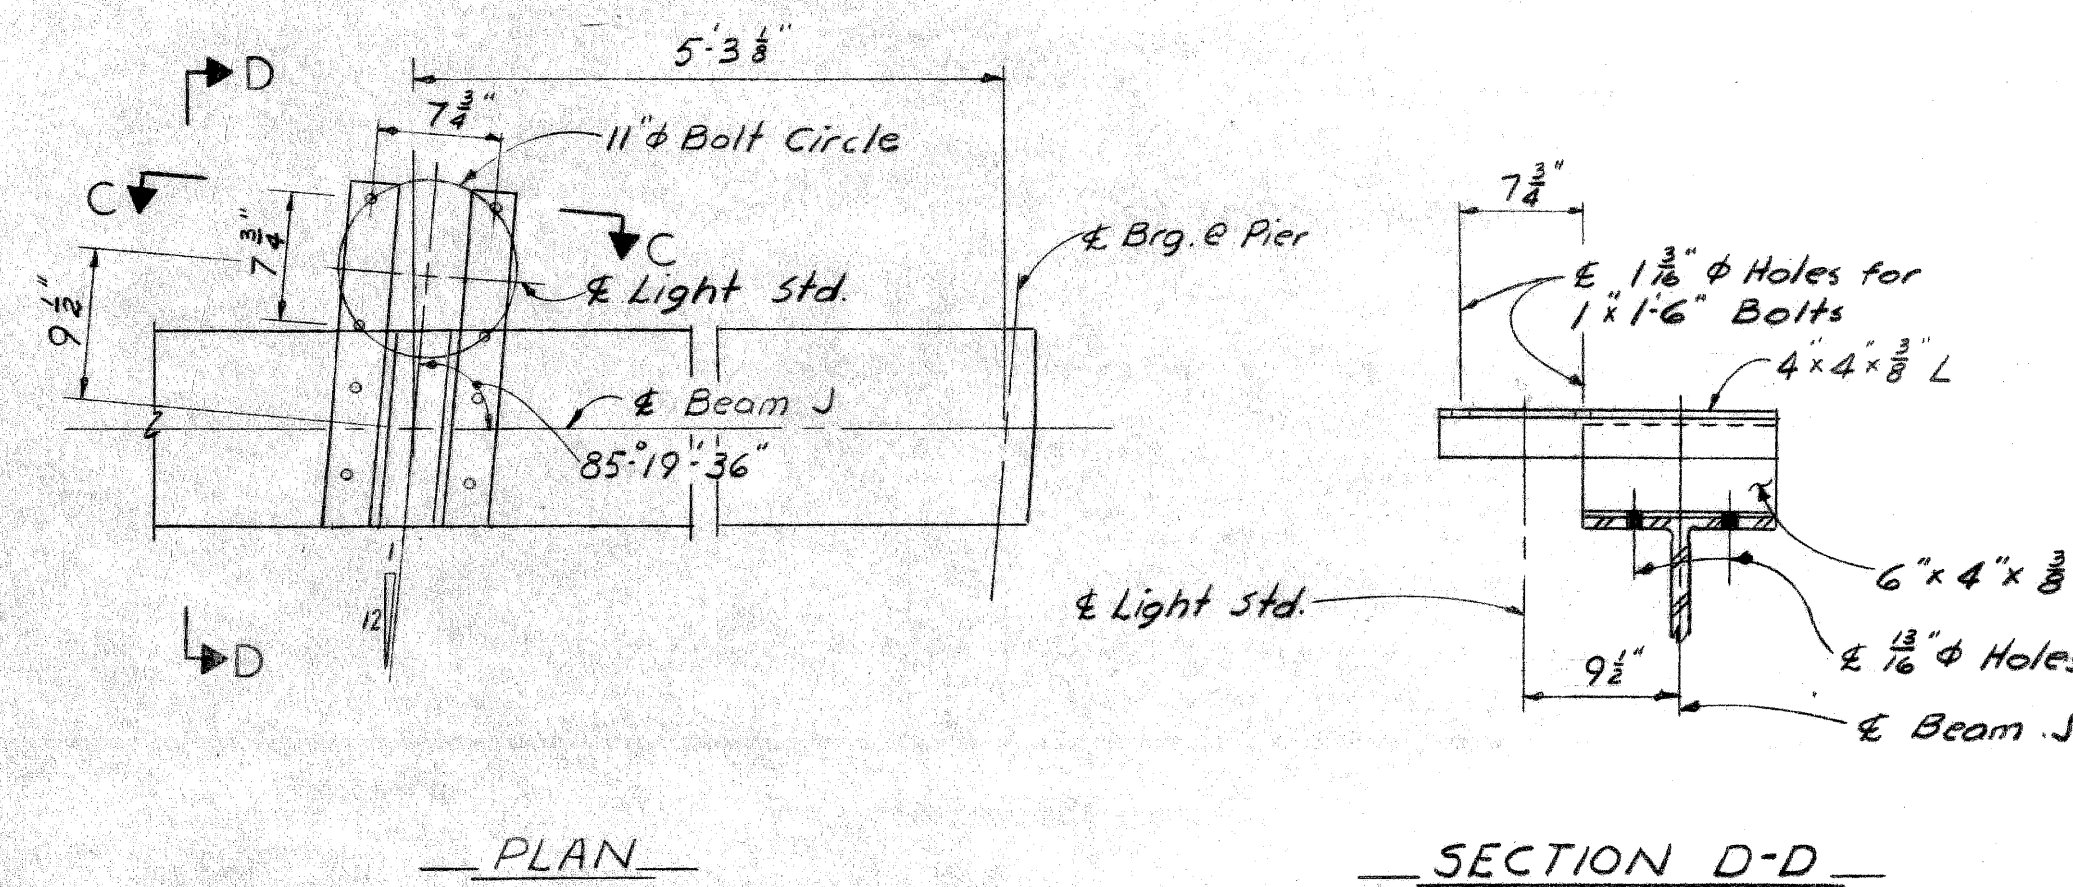 5'-3 1/8"
D
7 3/4"
11"ϕ Bolt Circle
C
7 3/4"
C
9 1/2"
℄ Light Std.
℄ Brg. @ Pier
℄ Beam J
85°-19'-36"
1
12
D
PLAN
7 3/4"
℄ 1 3/16" ϕ Holes for
1" x 1'-6" Bolts
4" x 4" x 3/8" L
6" x 4" x 3/8
℄ Light Std.
℄ 13/16" ϕ Holes
9 1/2"
℄ Beam J
SECTION D-D